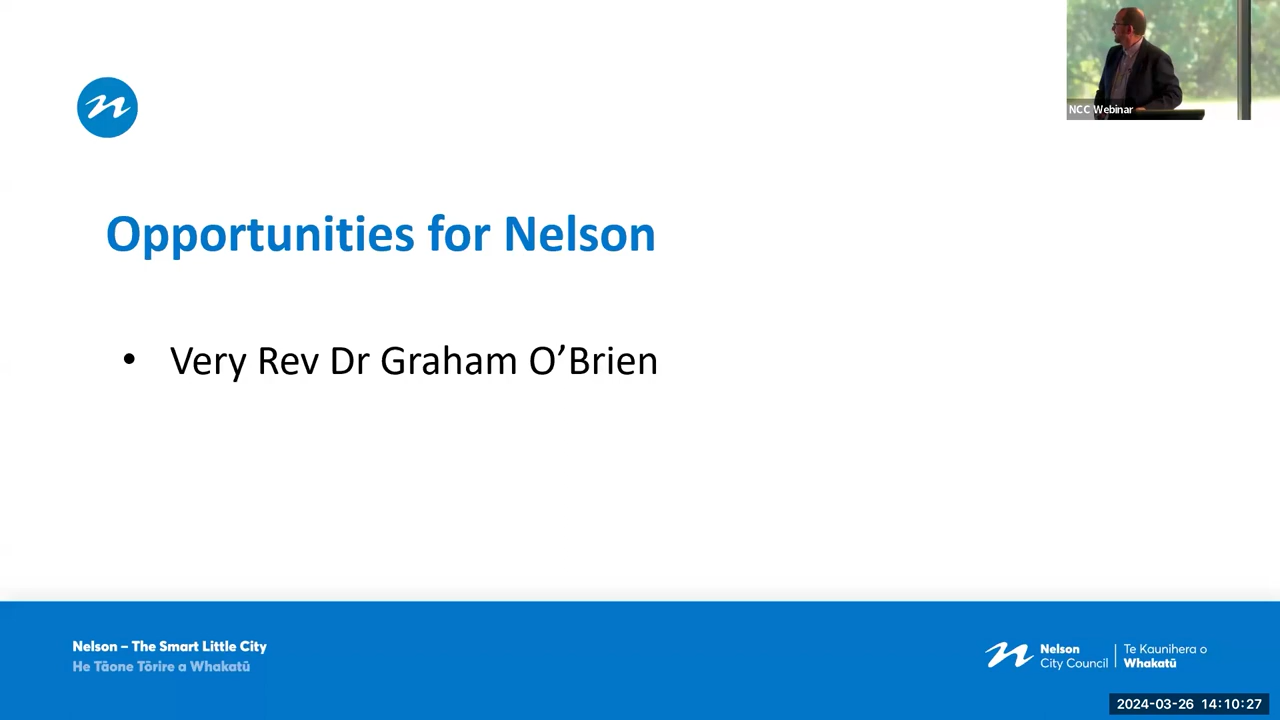 NCC Webinar
Opportunities for Nelson
• Very Rev Dr Graham O’Brien
Nelson – The Smart Little City
He Tāone Tōrire a Whakatū
Nelson
City Council
Te Kaunihera o
Whakatū
2024-03-26 14:10:27